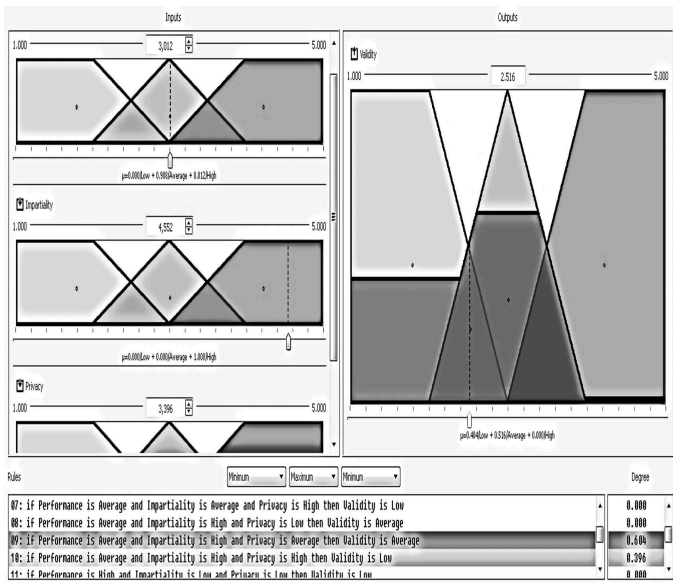 Inputs
Outputs
1.000
3,012
5.000
μ=0.000/Low + 0.988/Average + 0.012/High
Impartiality
1.000
4,552
5.000
μ=0.000/Low + 0.000/Average + 1.000/High
Privacy
1.000
3,396
5.000
Validity
1.000
2.516
5.000
μ=0.484/Low + 0.516/Average + 0.000/High
Rules
Minimum
Maximum
Minimum
Degree
07: if Performance is Average and Impartiality is Average and Privacy is High then Validity is Low
0.000
08: if Performance is Average and Impartiality is High and Privacy is Low then Validity is Average
0.000
09: if Performance is Average and Impartiality is High and Privacy is Average then Validity is Average
0.604
10: if Performance is Average and Impartiality is High and Privacy is High then Validity is Low
0.396
11: if Performance is High and Impartiality is Low and Privacy is Low then Validity is Low
0.000